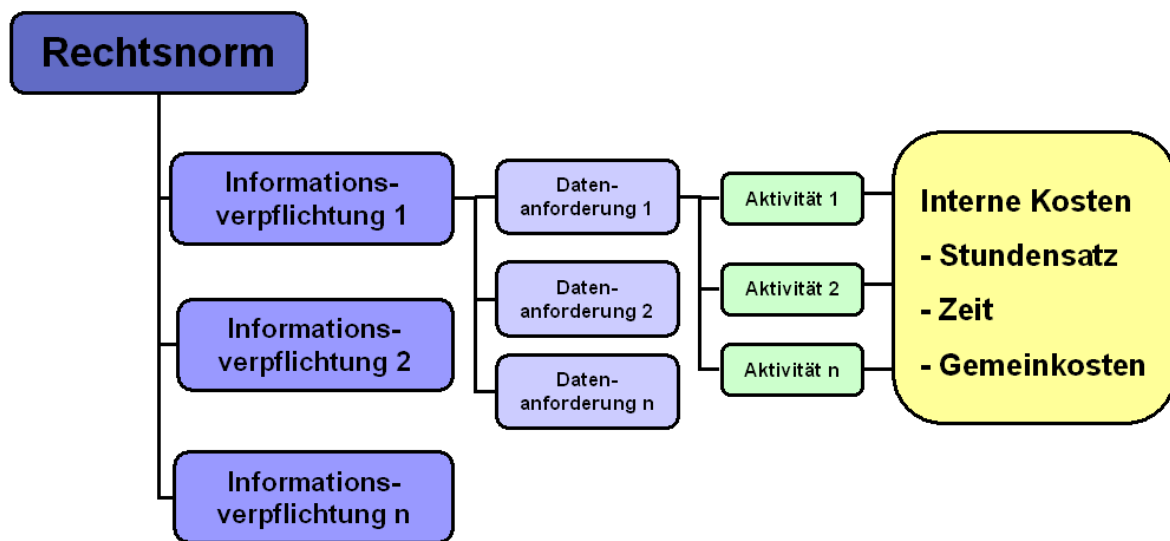 Rechtsnorm
Informations-
verpflichtung 1
Informations-
verpflichtung 2
Informations-
verpflichtung n
Daten-
anforderung 1
Daten-
anforderung 2
Daten-
anforderung n
Aktivität 1
Aktivität 2
Aktivität n
Interne Kosten
- Stundensatz
- Zeit
- Gemeinkosten